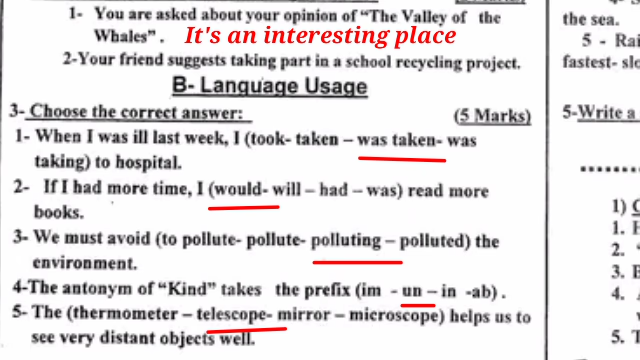 1- You are asked about your opinion of "The Valley of the
Whales". It's an interesting place
2-Your friend suggests taking part in a school recycling project.
B- Language Usage
3- Choose the correct answer: (5 Marks)
1- When I was ill last week, I (took- taken – was taken- was
taking) to hospital.
2- If I had more time, I (would- will – had – was) read more
books.
3- We must avoid (to pollute- pollute- polluting – polluted) the
environment.
4-The antonym of "Kind" takes the prefix (im - un – in -ab) .
5- The (thermometer – telescope- mirror – microscope) helps us to
see very distant objects well.
the sea.
5 - Rai
fastest- slo
5-Write a
1)
1.
2.
3.
4.
5. T